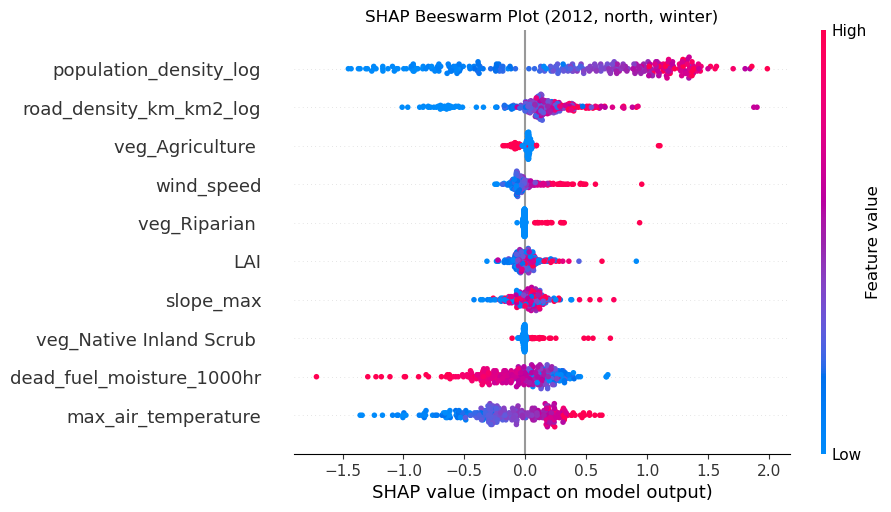 SHAP Beeswarm Plot (2012, north, winter)
High
population_density_log
road_density_km_km2_log
veg_Agriculture
wind_speed
veg_Riparian
LAI
slope_max
veg_Native Inland Scrub
dead_fuel_moisture_1000hr
max_air_temperature
Feature value
Low
−1.5 −1.0 −0.5 0.0 0.5 1.0 1.5 2.0
SHAP value (impact on model output)